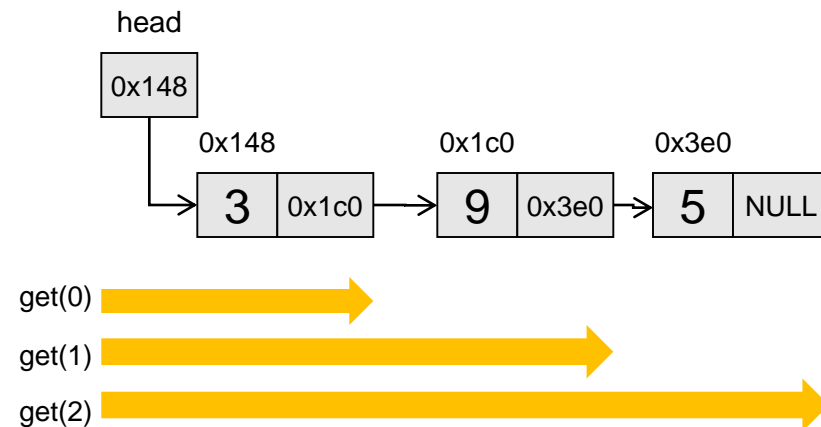 head
0x148
0x148 0x1c0 0x3e0
3 0x1c0 9 0x3e0 5 NULL
get(0)
get(1)
get(2)